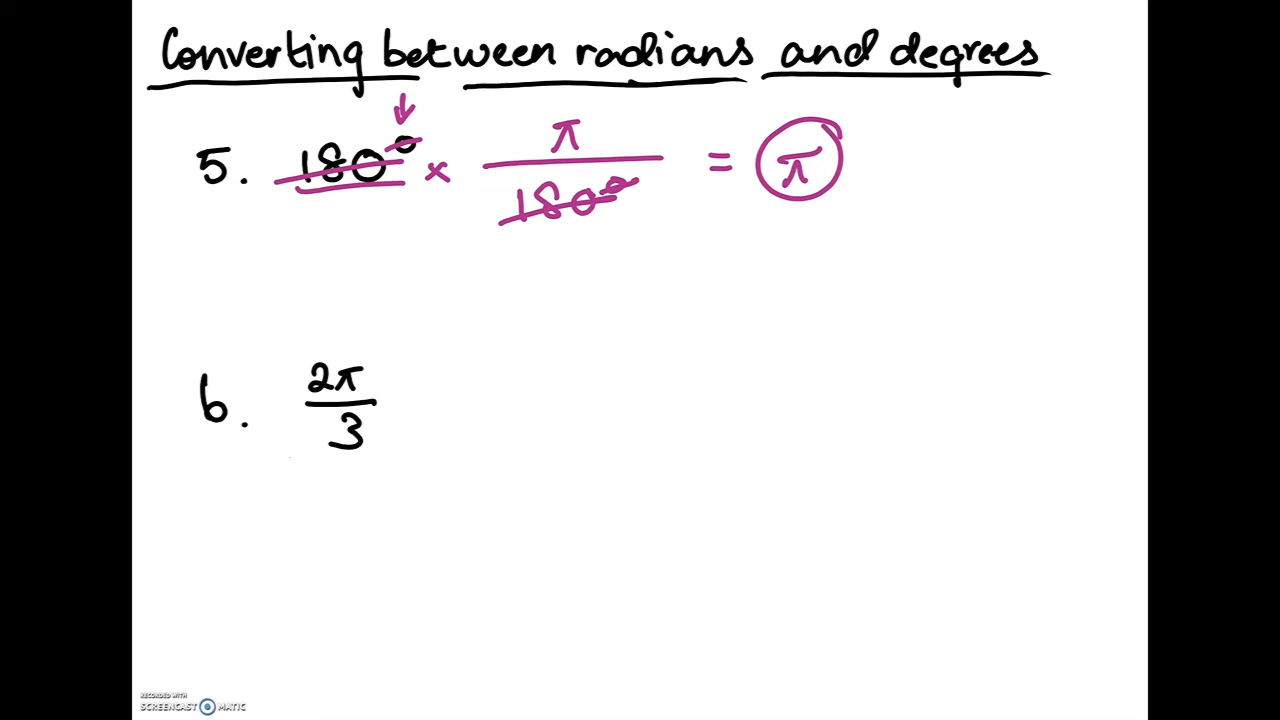 Converting between radians and degrees
5. 180° × π/180° = π
6. 2π/3
RECORDED WITH
SCREENCAST MATIC